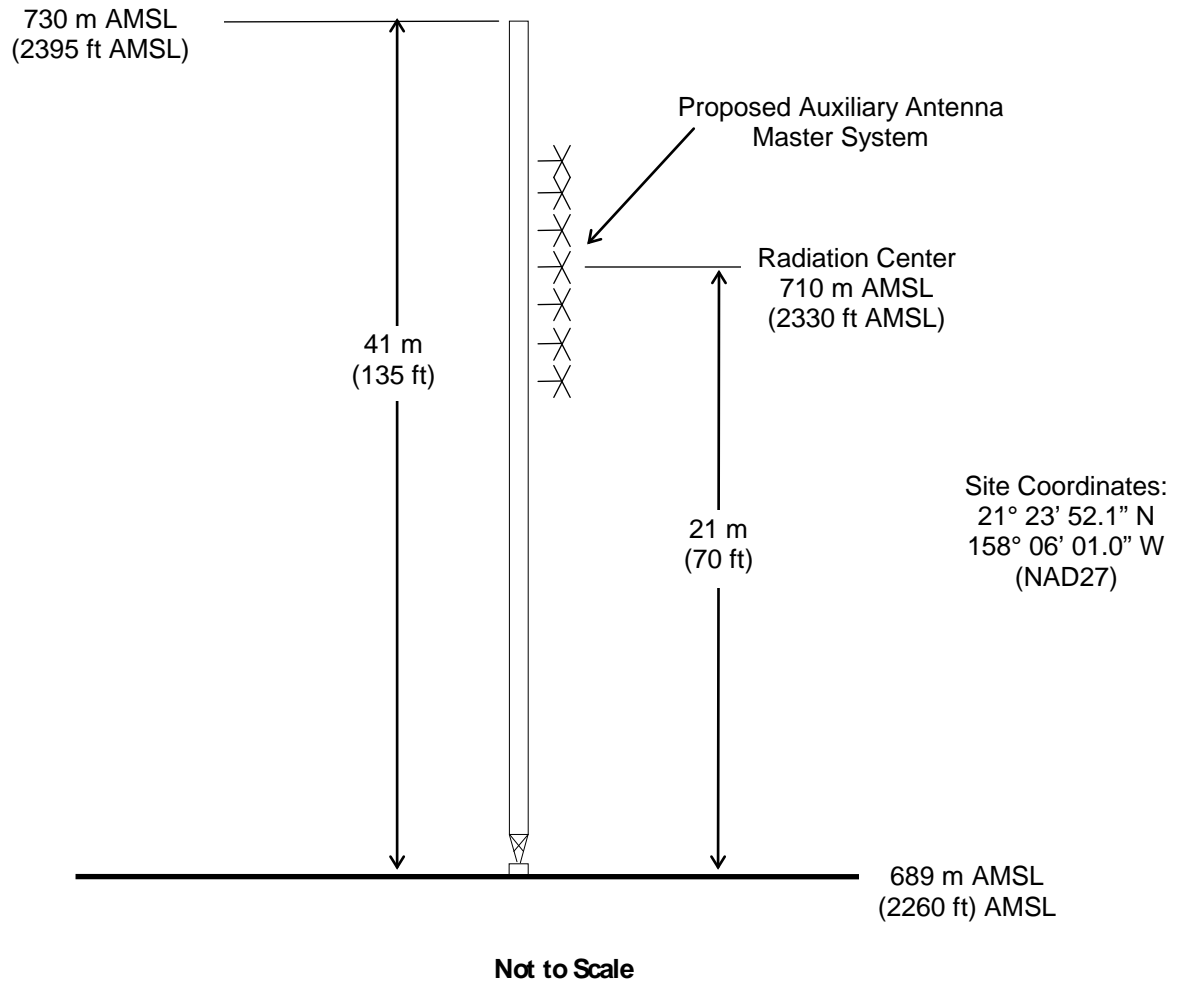 730 m AMSL
(2395 ft AMSL)
Proposed Auxiliary Antenna
Master System
Radiation Center
710 m AMSL
(2330 ft AMSL)
41 m
(135 ft)
Site Coordinates:
21° 23’ 52.1” N
158° 06’ 01.0” W
(NAD27)
21 m
(70 ft)
689 m AMSL
(2260 ft) AMSL
Not to Scale